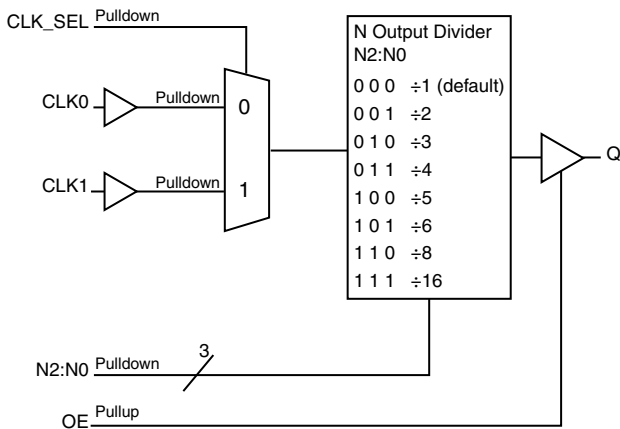 CLK_SEL Pulldown
CLK0 Pulldown 0
CLK1 Pulldown 1
N Output Divider
N2:N0
0 0 0 ÷1 (default)
0 0 1 ÷2
0 1 0 ÷3
0 1 1 ÷4
1 0 0 ÷5
1 0 1 ÷6
1 1 0 ÷8
1 1 1 ÷16
Q
N2:N0 Pulldown 3
OE Pullup